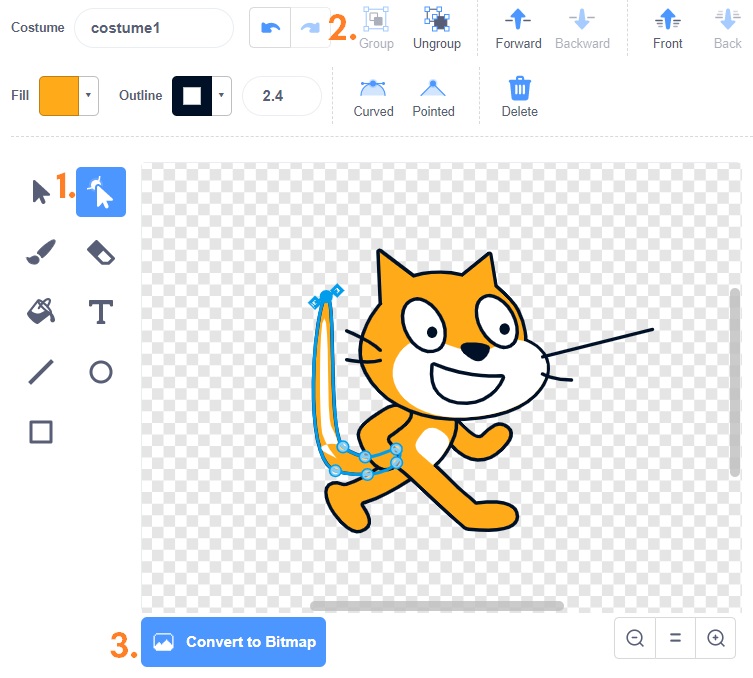 Costume costume1 2. Group Ungroup Forward Backward Front Back
Fill Outline 2.4 Curved Pointed Delete
1.
T
3. Convert to Bitmap